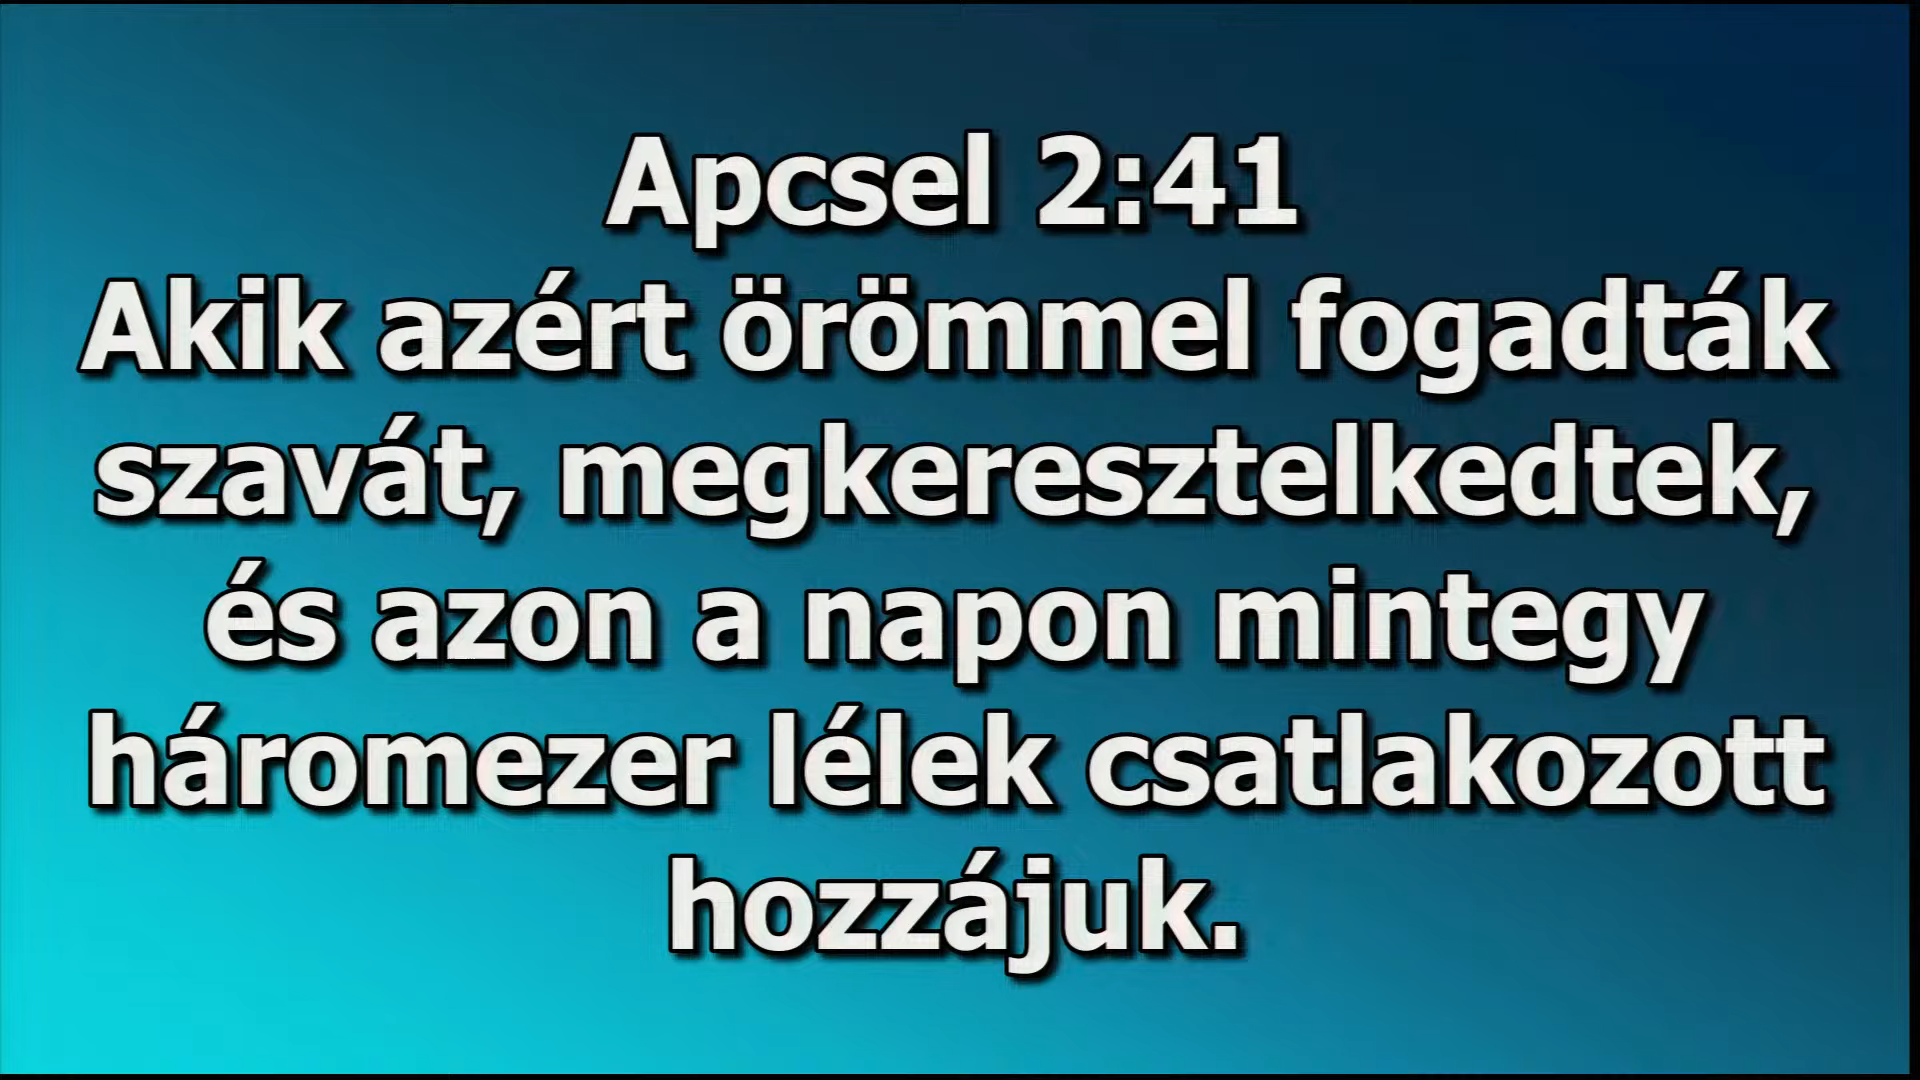 Apcsel 2:41
Akik azért örömmel fogadták
szavát, megkeresztelkedtek,
és azon a napon mintegy
háromezer lélek csatlakozott
hozzájuk.